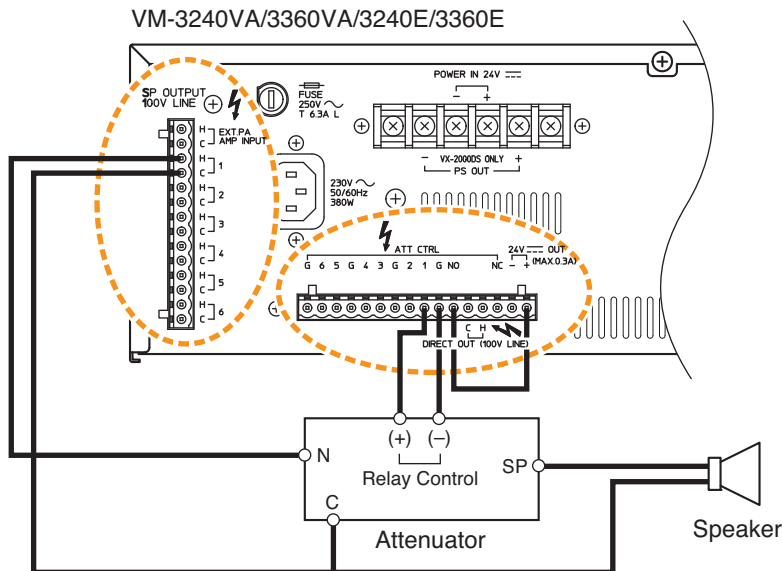 VM-3240VA/3360VA/3240E/3360E
SP OUTPUT
100V LINE
H
C
EXT.PA
AMP INPUT
H
C
1
H
C
2
H
C
3
H
C
4
H
C
5
H
C
6
FUSE
250V
T 6.3A L
POWER IN 24V
– +
– VX-2000DS ONLY +
PS OUT
230V
50/60Hz
380W
ATT CTRL
24V OUT
(MAX.0.3A)
G 6 5 G 4 3 G 2 1 G NO NC – +
C H
DIRECT OUT (100V LINE)
(+) (–)
Relay Control
N
SP
C
Attenuator
Speaker